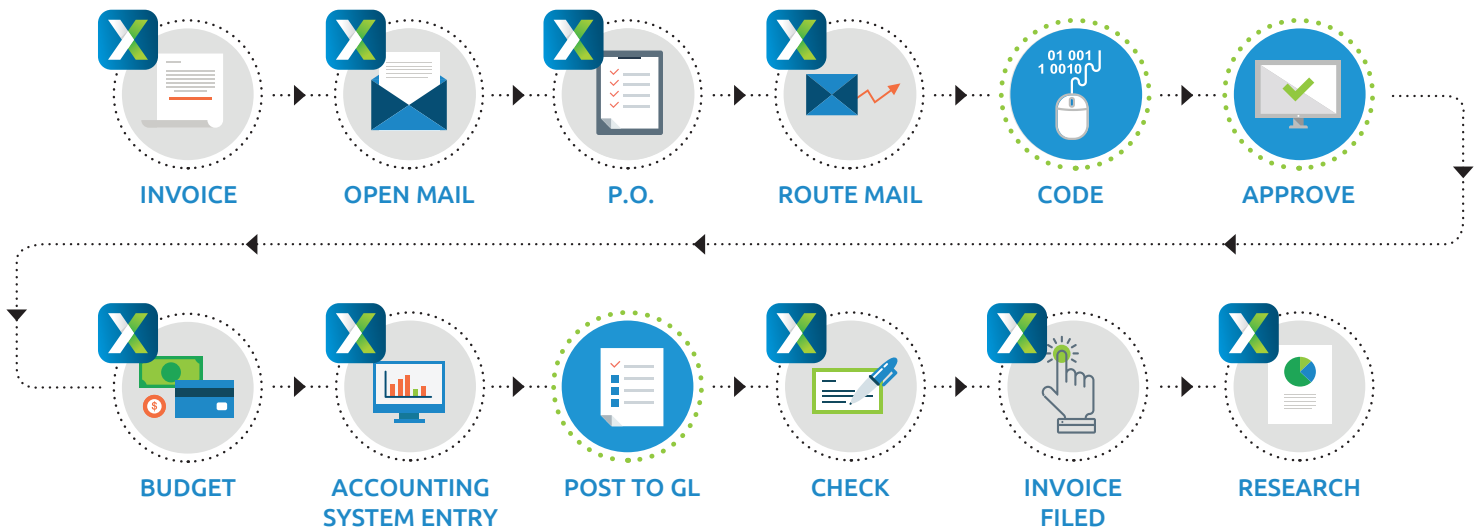 INVOICE
OPEN MAIL
P.O.
ROUTE MAIL
01 001
1 0010
CODE
APPROVE
BUDGET
$
ACCOUNTING
SYSTEM ENTRY
POST TO GL
CHECK
INVOICE
FILED
RESEARCH